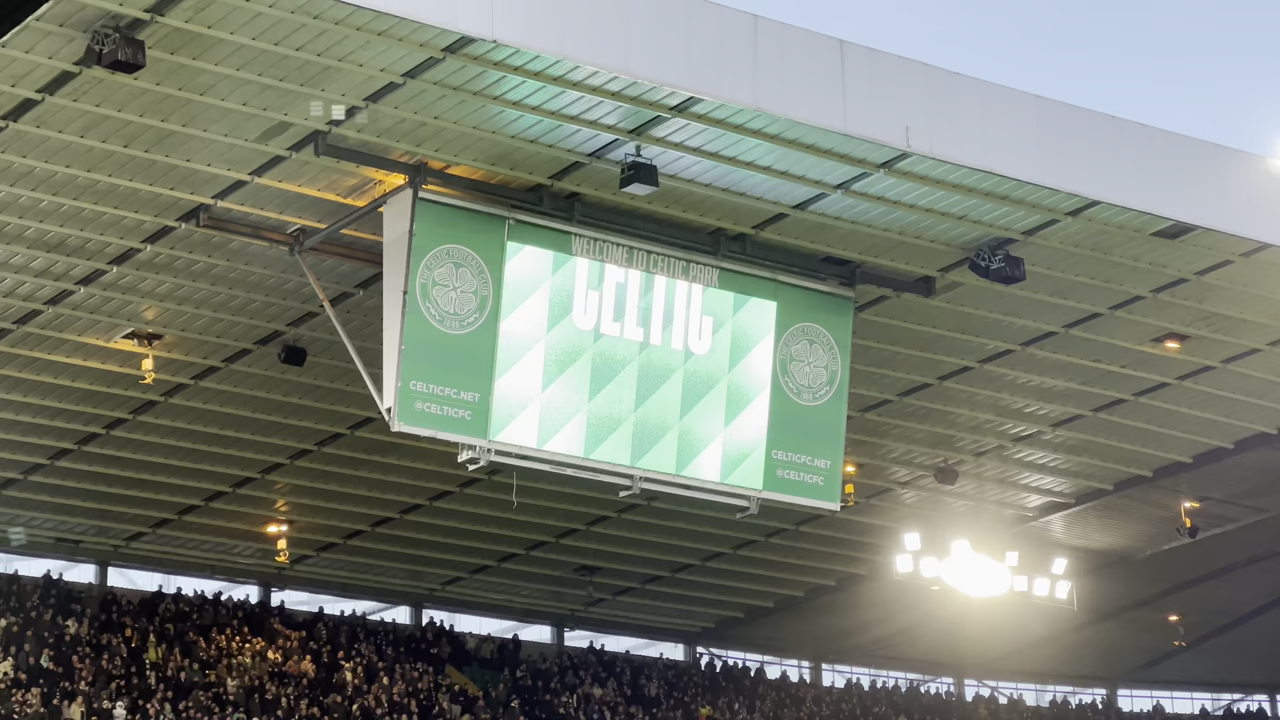 WELCOME TO CELTIC PARK
CELTIC
THE CELTIC FOOTBALL CLUB
1888
CELTICFC.NET
@CELTICFC
THE CELTIC FOOTBALL CLUB
1888
CELTICFC.NET
@CELTICFC